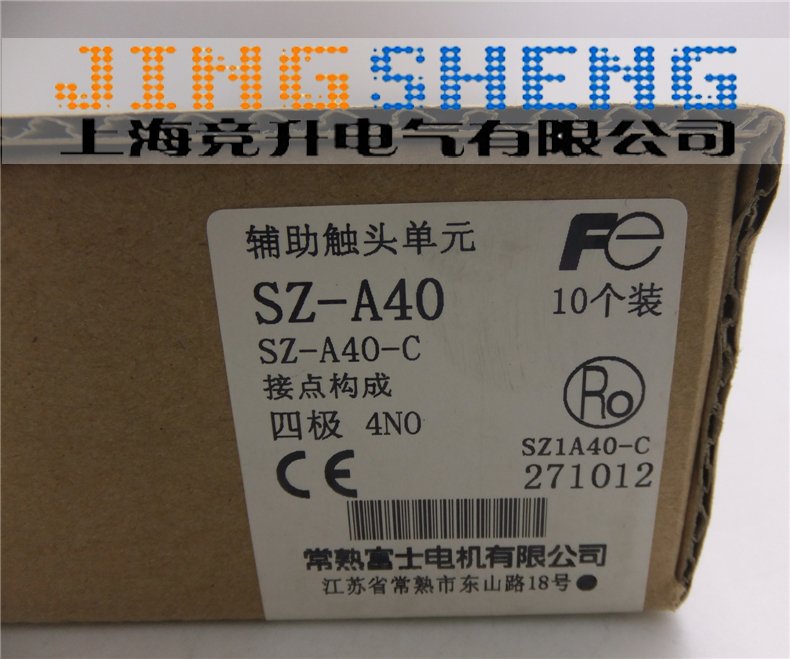 JINGSHENG
上海竞升电气有限公司
辅助触头单元
Fe
SZ-A40
10个装
SZ-A40-C
接点构成
四极 4NO
Ro
SZ1A40-C
CE
271012
常熟富士电机有限公司
江苏省常熟市东山路18号